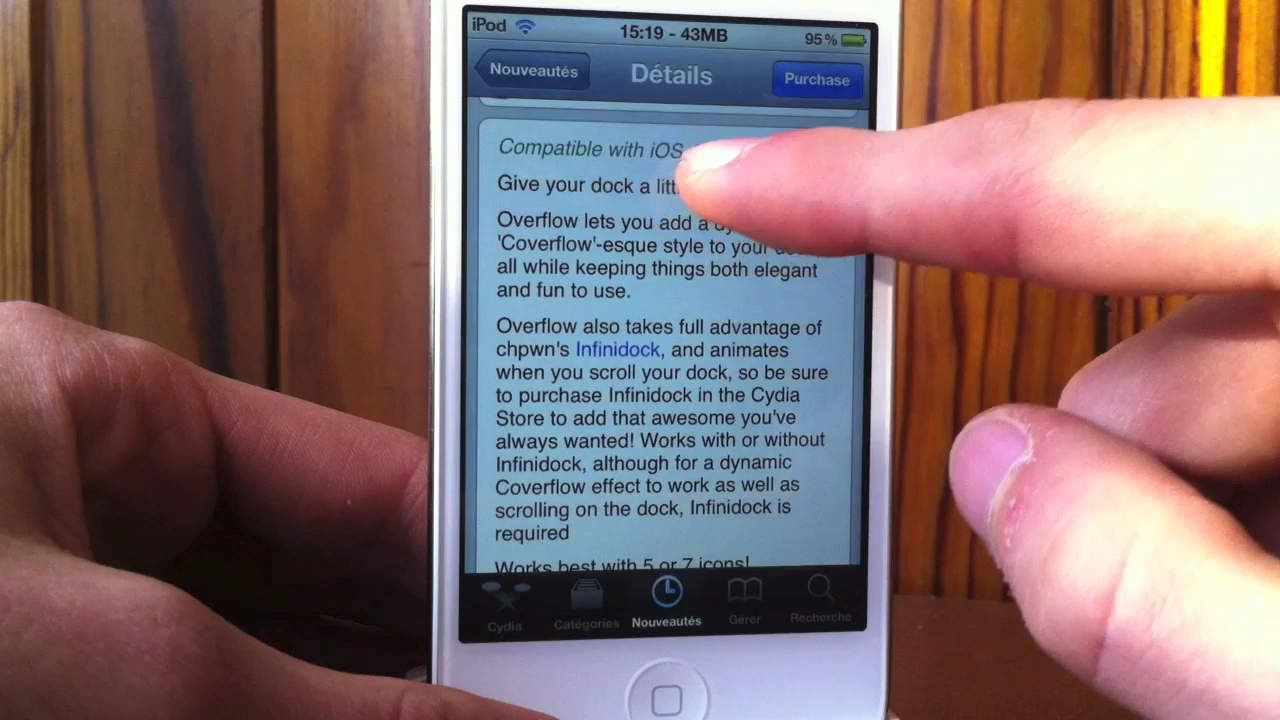 iPod 15:19 - 43MB 95%
Nouveautés Détails Purchase
Compatible with iOS
Give your dock a
Overflow lets you add a
'Coverflow'-esque style to your
all while keeping things both elegant
and fun to use.
Overflow also takes full advantage of
chpwn's Infinidock, and animates
when you scroll your dock, so be sure
to purchase Infinidock in the Cydia
Store to add that awesome you've
always wanted! Works with or without
Infinidock, although for a dynamic
Coverflow effect to work as well as
scrolling on the dock, Infinidock is
required
Works best with 5 or 7 icons!
Cydia Catégories Nouveautés Gérer Recherche